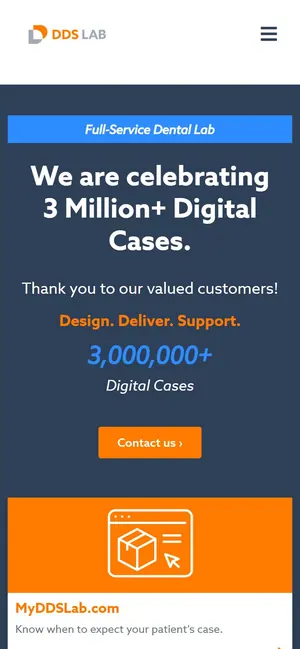 DDS LAB
Full-Service Dental Lab
We are celebrating
3 Million+ Digital
Cases.
Thank you to our valued customers!
Design. Deliver. Support.
3,000,000+
Digital Cases
Contact us ›
MyDDSLab.com
Know when to expect your patient's case.